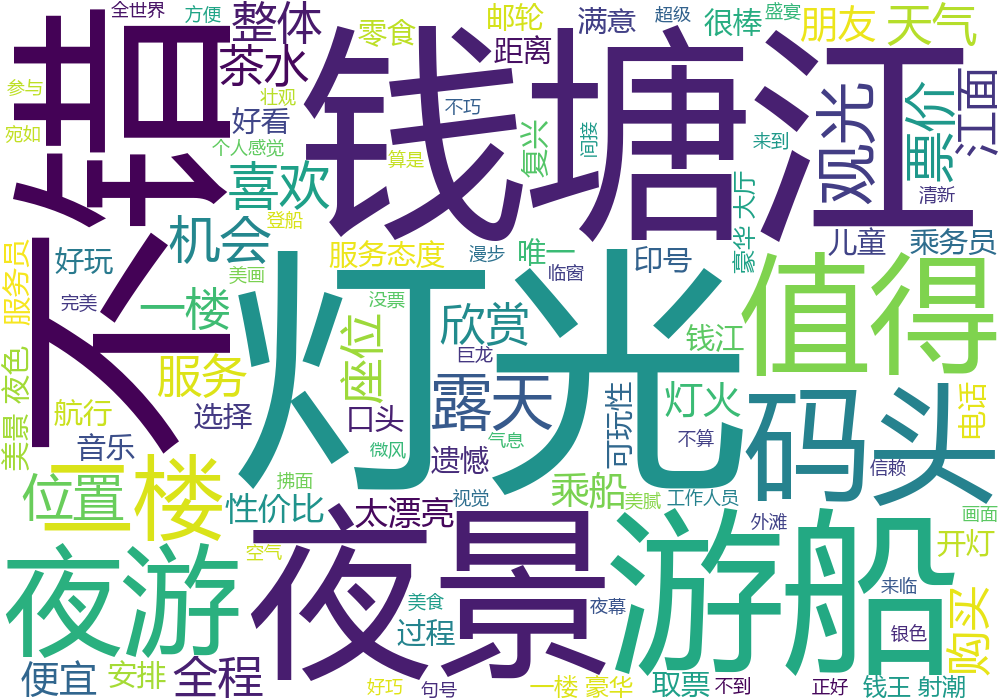 全世界
方便
整体
零食
邮轮
满意
超级
很棒
盛宴
朋友
天气
不错
茶水
钱塘江
距离
参与
壮观
不巧
观光
票价
江面
宛如
好看
个人感觉
算是
复兴
间接
来到
喜欢
清新
登船
豪华 大厅
机会
服务态度
漫步
唯一
印号
儿童
乘务员
服务员
好玩
美画
临窗
完美
一楼
没票
灯光
值得
座位
欣赏
钱江
巨龙
服务
露天
灯火
码头
美景 夜色
航行
选择
口头
可玩性
电话
音乐
微风
气息
不算
遗憾
信赖
二楼
位置
拂面
视觉
乘船
美腻
工作人员
性价比
太漂亮
外滩
画面
夜游
夜景
游船
开灯
空气
美食
夜幕
来临
过程
银色
购买
便宜
安排
全程
好巧
句号
一楼 豪华
取票
不到
正好
钱王 射潮